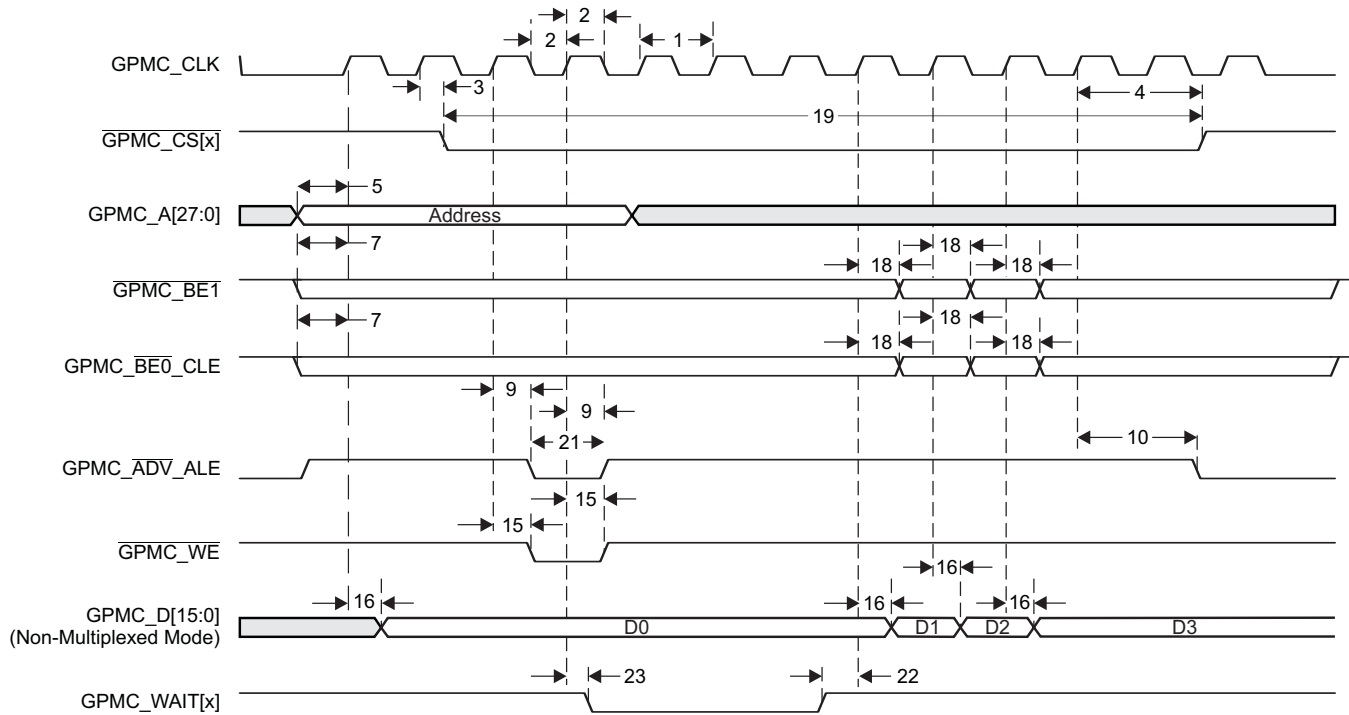 2
2
1
GPMC_CLK
3
4
19
GPMC_CS[x]
5
GPMC_A[27:0]
Address
7
18
18
18
GPMC_BE1
7
18
18
18
GPMC_BE0_CLE
9
9
21
10
GPMC_ADV_ALE
15
15
GPMC_WE
16
16
16
16
GPMC_D[15:0]
(Non-Multiplexed Mode)
D0
D1
D2
D3
23
22
GPMC_WAIT[x]